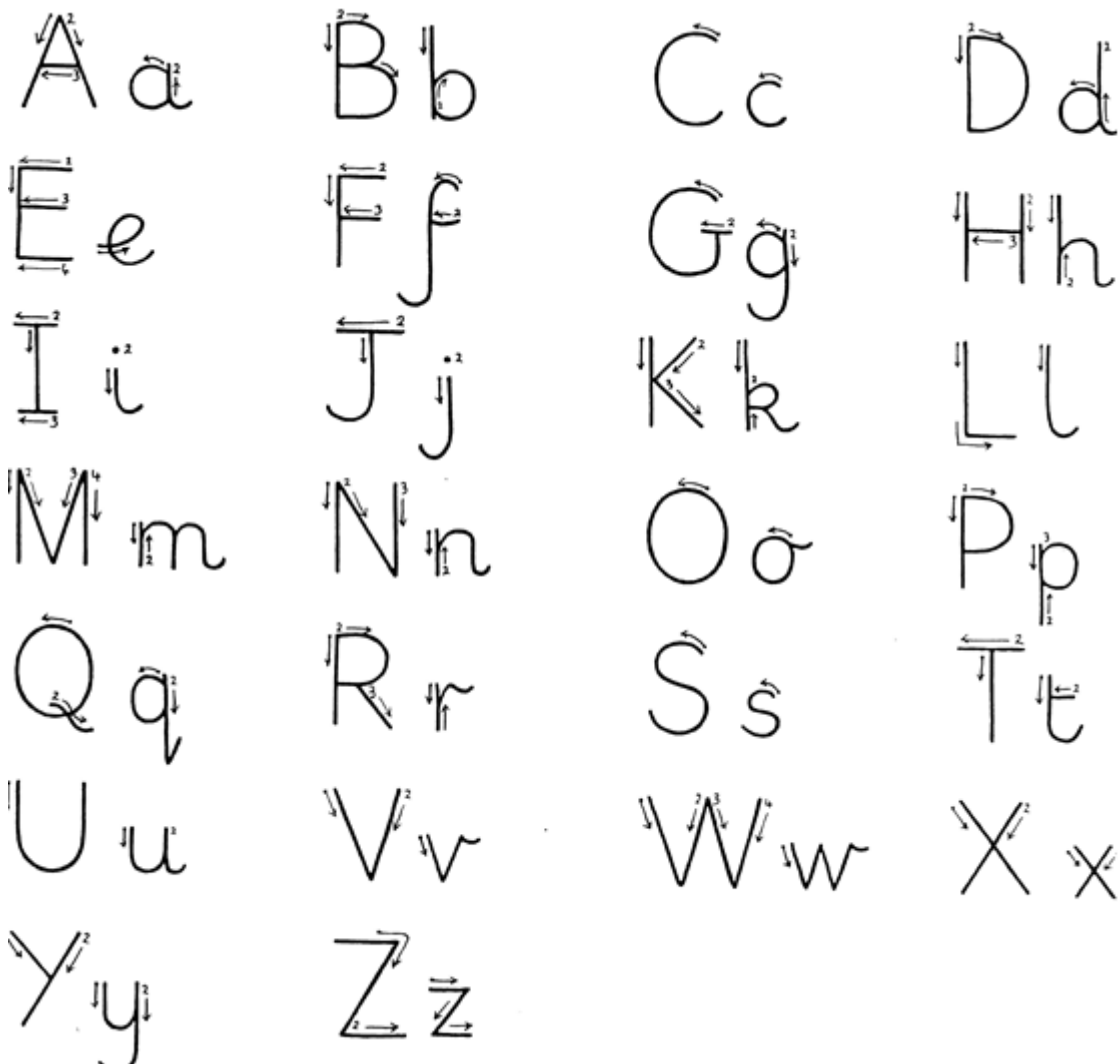 A a B b C c D d
E e F f G g H h
I i J j K k L l
M m N n O o P p
Q q R r S s T t
U u V v W w X x
Y y Z z